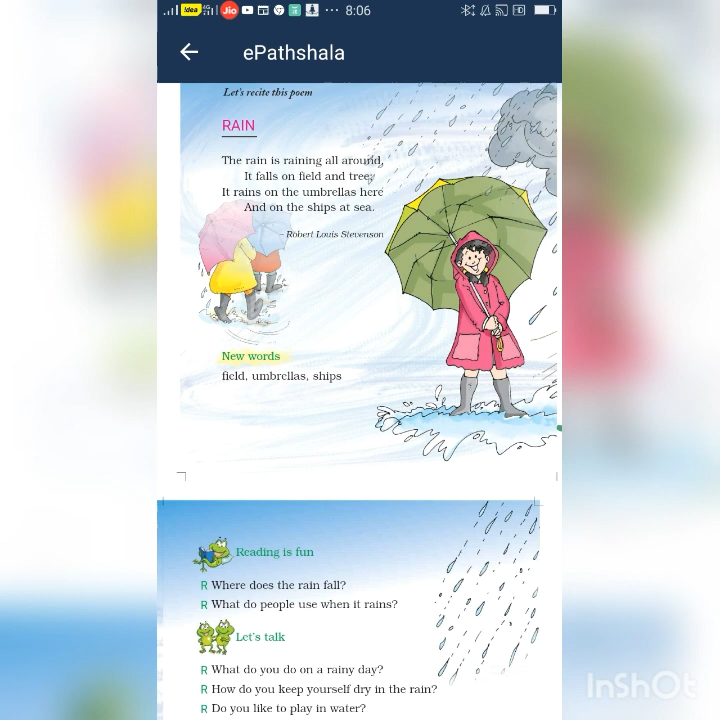 idea 4G Jio ··· HD 8:06
ePathshala
Let's recite this poem
RAIN
The rain is raining all around,
It falls on field and tree,
It rains on the umbrellas here
And on the ships at sea.
– Robert Louis Stevenson
New words
field, umbrellas, ships
Reading is fun
R Where does the rain fall?
R What do people use when it rains?
Let's talk
R What do you do on a rainy day?
R How do you keep yourself dry in the rain?
R Do you like to play in water?
InShOt